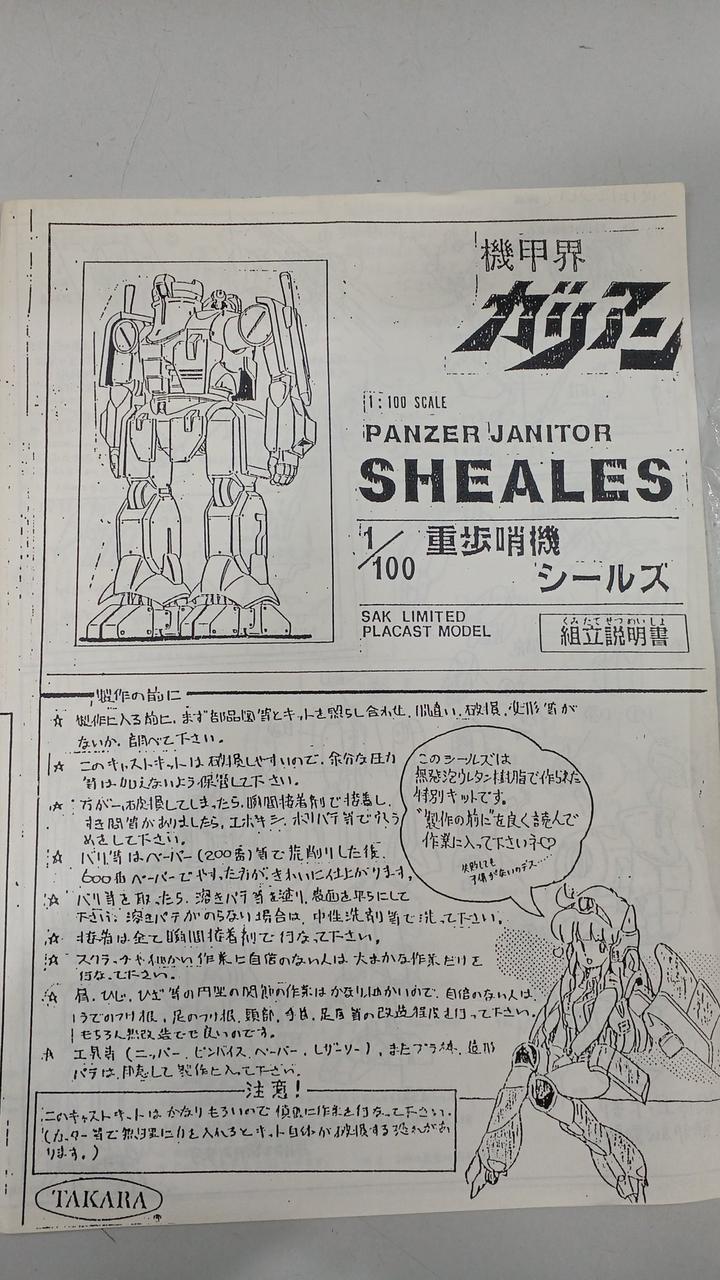 機甲界
ガリアン
1:100 SCALE
PANZER JANITOR
SHEALES
1/100 重歩哨機
シールズ
SAK LIMITED
PLACAST MODEL
くみたてせつめいしょ
組立説明書
製作の前に
☆ 製作に入る前に、まず部品図等とキットを照らし合わせ、間違い、破損、変形等が
ないか、調べて下さい。
☆ このキャストキットは破損しやすいので、余分な圧力
等は加えないよう保管して下さい。
☆ 万が一破損してしまったら、瞬間接着剤で接着し、
すき間等がありましたら、エポキシ、ポリパテ等で
めをして下さい。
☆ バリ等はペーパー(200番)等で荒削りした後、
600番ペーパーでやすった方が、きれいに仕上がります。
☆ バリ等を取ったら、溶きパテ等を塗り、表面を平らにして
下さい。溶きパテがのらない場合は、中性洗剤等で洗って下さい。
☆ 接着は全て瞬間接着剤で行なって下さい。
☆ スクラッチや細かい作業に自信のない人は大まかな作業だけを
行なって下さい。
☆ 肩、ひじ、ひざ等の円型の関節の作業はかなり細かいので、自信のない人は、
うでのつけ根、足のつけ根、頭部、手首、足首等の改造程度を行って下さい。
もちろん無改造でも良いのです。
☆ 工具等(ニッパー、ピンバイス、ペーパー、レザーソー)、またプラ棒、造形
パテは、用意して製作に入って下さい。
このシールズは
無発泡ウルタン樹脂で作られた
特別キットです。
"製作の前に"を良く読んで
作業に入って下さいネ♡
失敗しても
予備がないのデス……
注意!
このキャストキットはかなりもろいので慎重に作業を行なって下さい。
(カッター等で無理に力を入れるとキット自体が破損する恐れがあ
ります。)
TAKARA